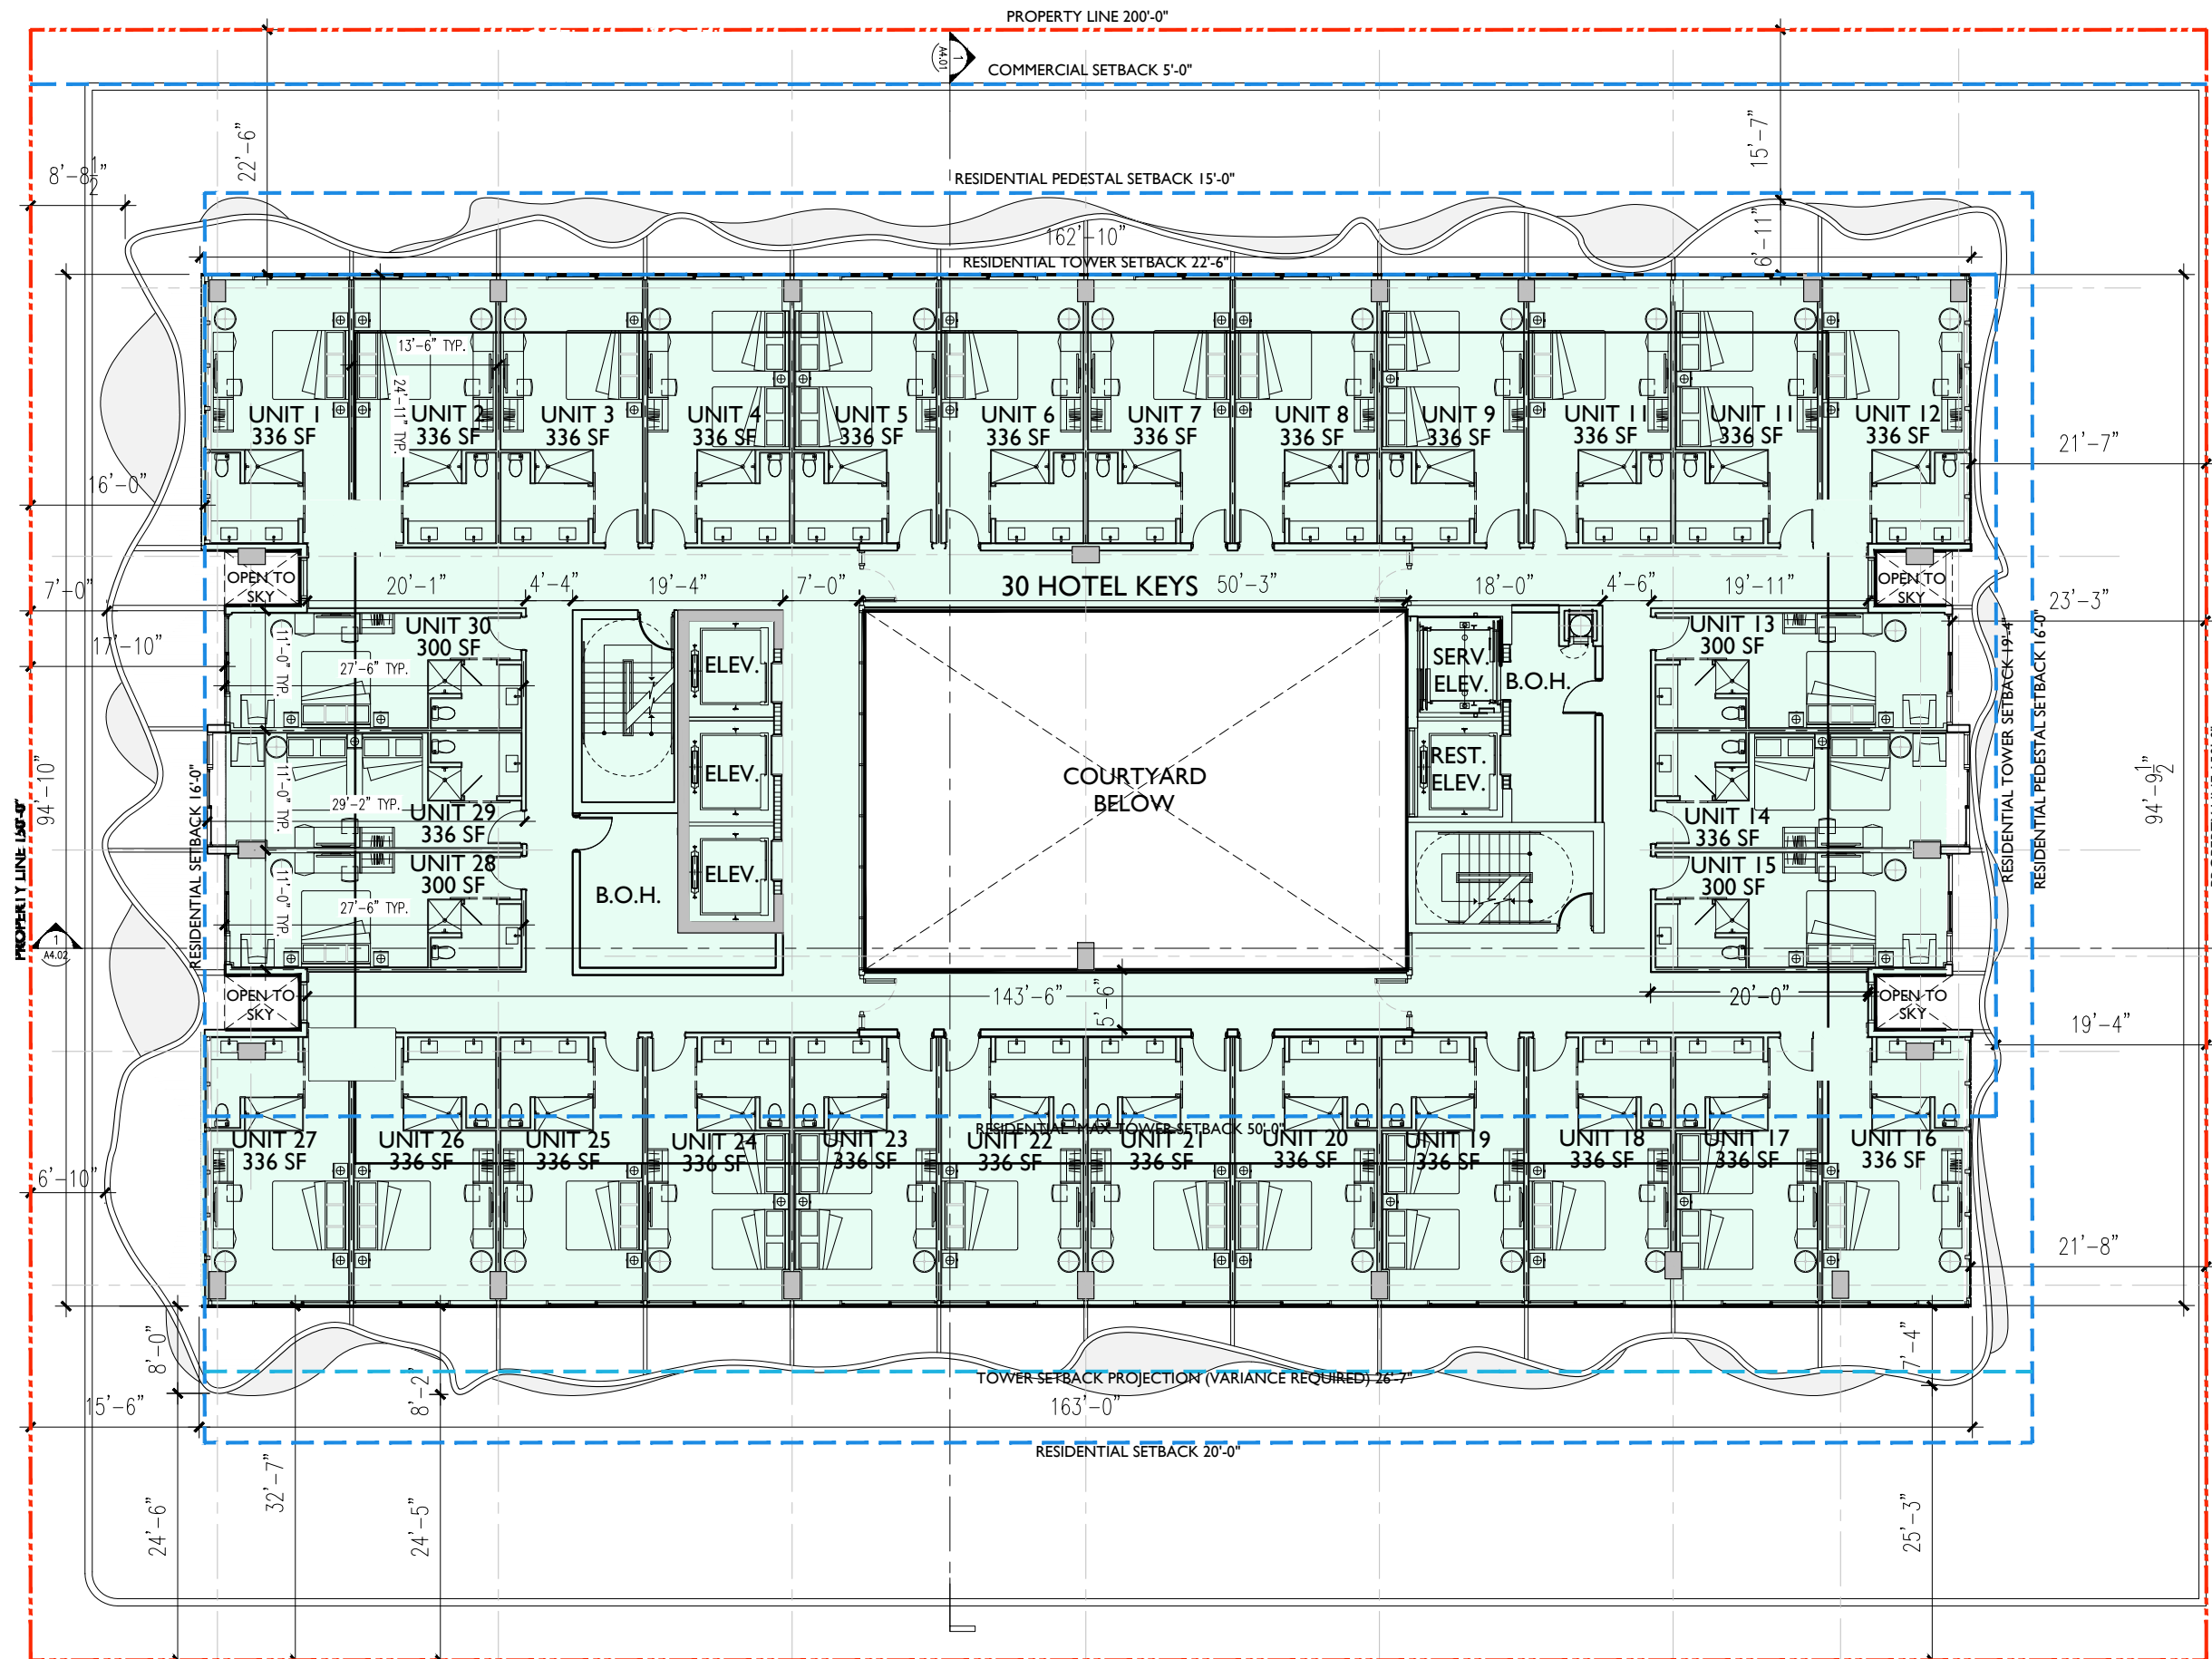 PROPERTY LINE 200'-0"
1
A4.01
COMMERCIAL SETBACK 5'-0"
22'-6"
15'-7"
8'-8 1/2"
RESIDENTIAL PEDESTAL SETBACK 15'-0"
162'-10"
6'-11"
RESIDENTIAL TOWER SETBACK 22'-6"
13'-6" TYP.
24'-11" TYP.
UNIT 1
336 SF
UNIT 2
336 SF
UNIT 3
336 SF
UNIT 4
336 SF
UNIT 5
336 SF
UNIT 6
336 SF
UNIT 7
336 SF
UNIT 8
336 SF
UNIT 9
336 SF
UNIT 11
336 SF
UNIT 11
336 SF
UNIT 12
336 SF
21'-7"
16'-0"
OPEN TO
SKY
7'-0"
20'-1"
4'-4"
19'-4"
7'-0"
30 HOTEL KEYS
50'-3"
18'-0"
4'-6"
19'-11"
OPEN TO
SKY
23'-3"
17'-10"
UNIT 30
300 SF
11'-0" TYP.
27'-6" TYP.
ELEV.
SERV.
ELEV.
B.O.H.
UNIT 13
300 SF
RESIDENTIAL TOWER SETBACK 19'-4"
RESIDENTIAL PEDESTAL SETBACK 16'-0"
94'-10"
RESIDENTIAL SETBACK 16'-0"
11'-0" TYP.
29'-2" TYP.
UNIT 29
336 SF
ELEV.
COURTYARD
BELOW
REST.
ELEV.
UNIT 14
336 SF
94'-9 1/2"
UNIT 28
300 SF
11'-0" TYP.
27'-6" TYP.
B.O.H.
ELEV.
UNIT 15
300 SF
1
A4.02
OPEN TO
SKY
143'-6"
5'-6"
20'-0"
OPEN TO
SKY
19'-4"
RESIDENTIAL MAX TOWER SETBACK 50'-0"
UNIT 27
336 SF
UNIT 26
336 SF
UNIT 25
336 SF
UNIT 24
336 SF
UNIT 23
336 SF
UNIT 22
336 SF
UNIT 21
336 SF
UNIT 20
336 SF
UNIT 19
336 SF
UNIT 18
336 SF
UNIT 17
336 SF
UNIT 16
336 SF
6'-10"
21'-8"
8'-0"
8'-2"
7'-4"
TOWER SETBACK PROJECTION (VARIANCE REQUIRED) 26'-7"
15'-6"
163'-0"
RESIDENTIAL SETBACK 20'-0"
24'-6"
32'-7"
24'-5"
25'-3"